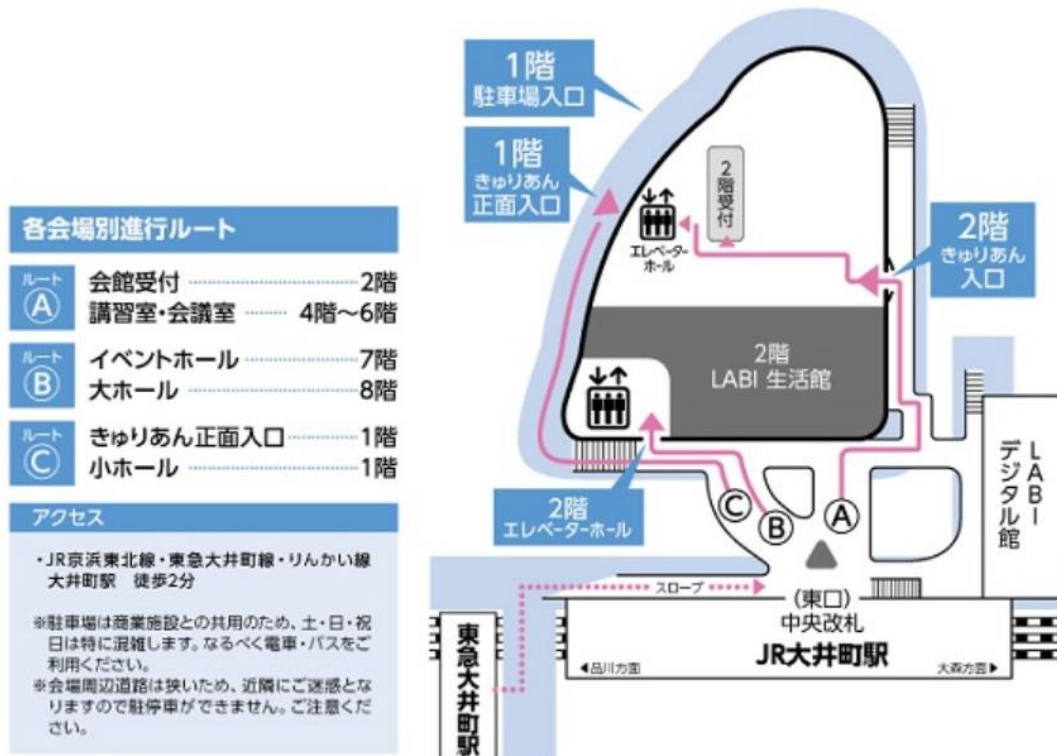 各会場別進行ルート
ルート
Ⓐ
会館受付 2階
講習室・会議室 4階～6階
ルート
Ⓑ
イベントホール 7階
大ホール 8階
ルート
Ⓒ
きゅりあん正面入口 1階
小ホール 1階
アクセス
・JR京浜東北線・東急大井町線・りんかい線
大井町駅　徒歩2分
※駐車場は商業施設との共用のため、土・日・祝
日は特に混雑します。なるべく電車・バスをご
利用ください。
※会場周辺道路は狭いため、近隣にご迷惑とな
りますので駐停車ができません。ご注意くだ
さい。
1階
駐車場入口
1階
きゅりあん
正面入口
2階受付
エレベーター
ホール
2階
きゅりあん
入口
2階
LABI 生活館
2階
エレベーターホール
Ⓒ
Ⓑ
Ⓐ
LABI
デジタル館
スロープ
(東口)
中央改札
JR大井町駅
◀品川方面
大森方面▶
東急大井町駅